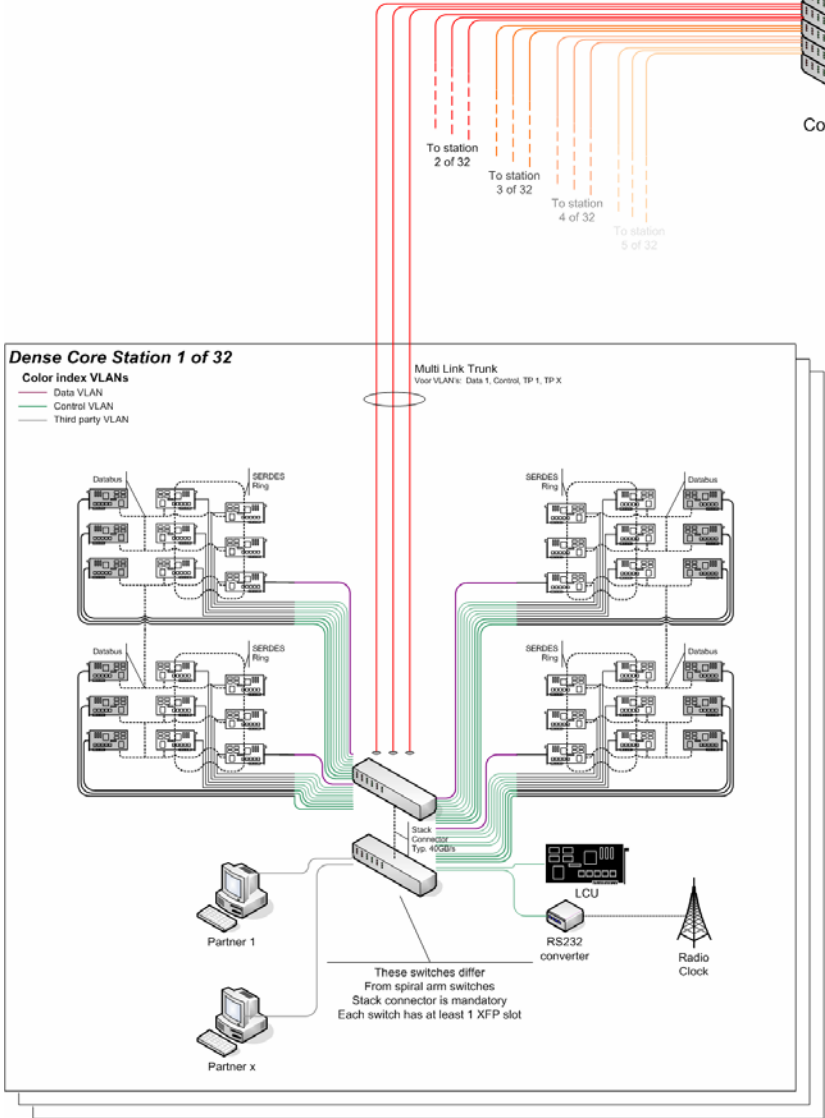 Co
To station
2 of 32
To station
3 of 32
To station
4 of 32
To station
5 of 32
Dense Core Station 1 of 32
Color index VLANs
Data VLAN
Control VLAN
Third party VLAN
Multi Link Trunk
Voor VLAN's: Data 1, Control, TP 1, TP X
Databus
SERDES
Ring
SERDES
Ring
Databus
Databus
SERDES
Ring
SERDES
Ring
Databus
Stack
Connector
Typ. 40GB/s
LCU
Partner 1
RS232
converter
Radio
Clock
These switches differ
From spiral arm switches
Stack connector is mandatory
Each switch has at least 1 XFP slot
Partner x